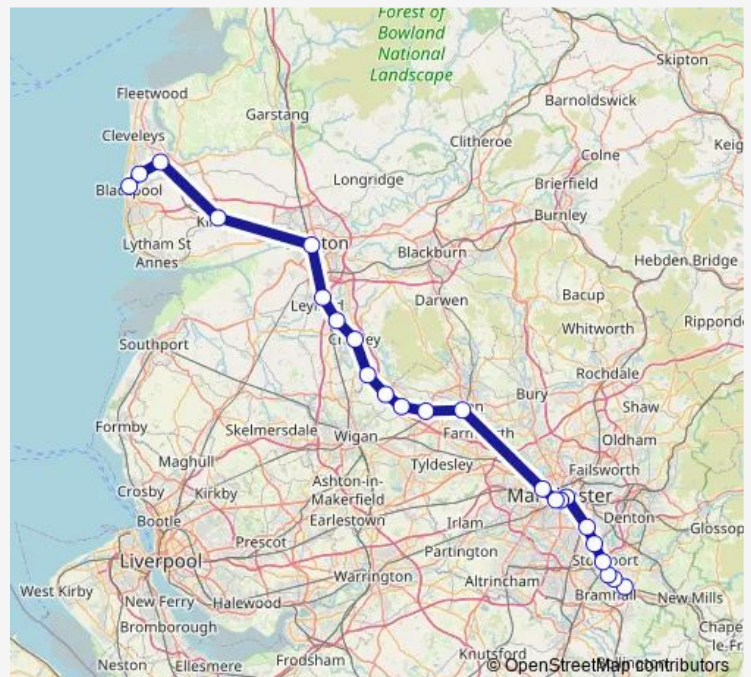 Forest of
Bowland
National
Landscape
Skipton
Fleetwood
Barnoldswick
Garstang
Cleveleys
Clitheroe
Keig
Colne
Longridge
Brierfield
Burnley
Lytham St
Annes
Blackburn
Hebden Bridge
Darwen
Bacup
Whitworth
Ripponde
Southport
Rochdale
Bury
Shaw
Formby
Skelmersdale
Wigan
Oldham
Maghull
Tyldesley
Failsworth
Crosby
Kirkby
Ashton-in-
Makerfield
Bootle
Earlestown
Irlam
Denton
Glossop
Prescot
Partington
Liverpool
Warrington
Altrincham
West Kirby
New Ferry
Halewood
Bramhall
New Mills
Bromborough
Chape
le-Fr
Knutsford
Neston
Ellesmere
Frodsham
© OpenStreetMap contributors